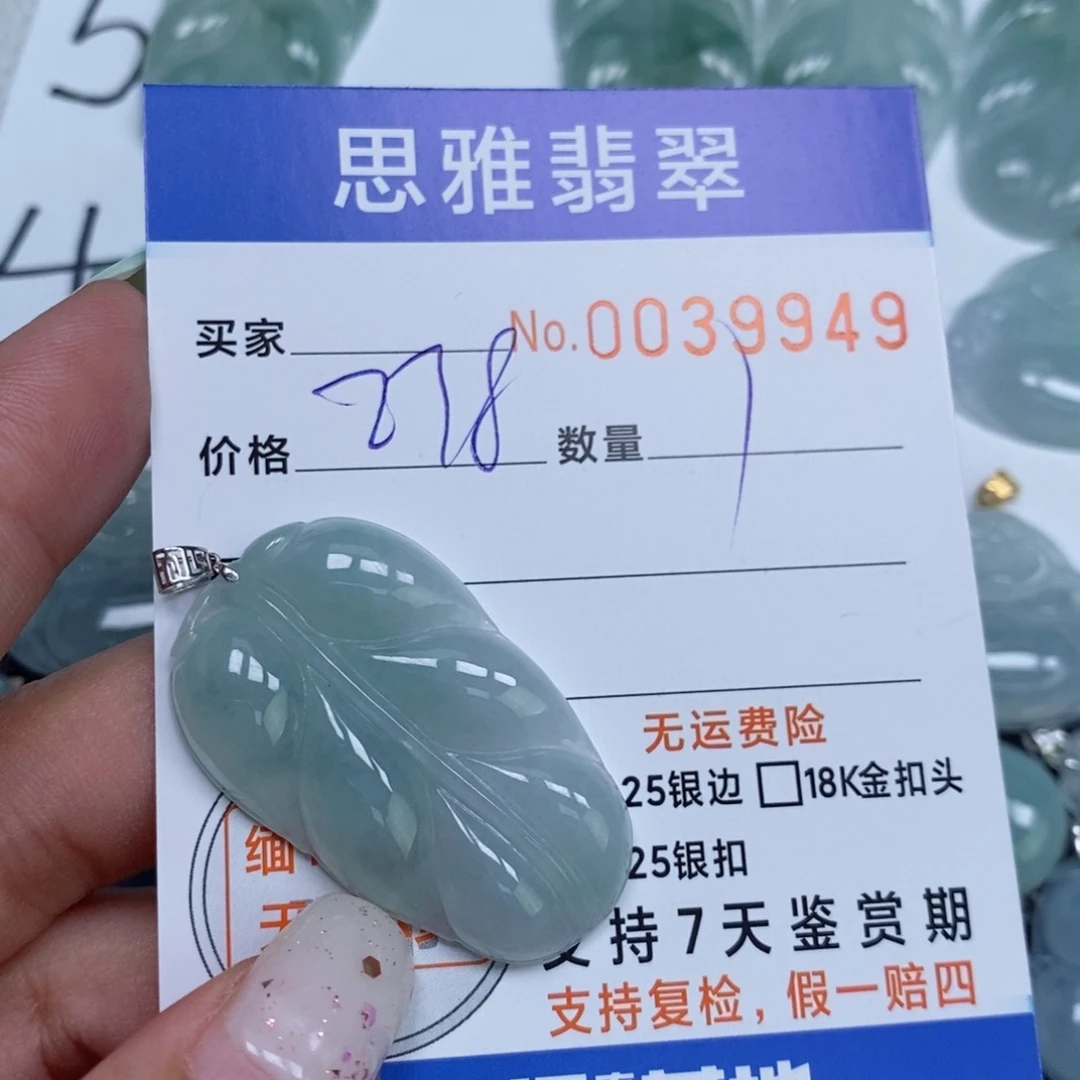 5
4
思雅翡翠
买家 No.0039949
价格 278 数量 1
无运费险
25银边 □18K金扣头
25银扣
缅
支持7天鉴赏期
支持复检，假一赔四